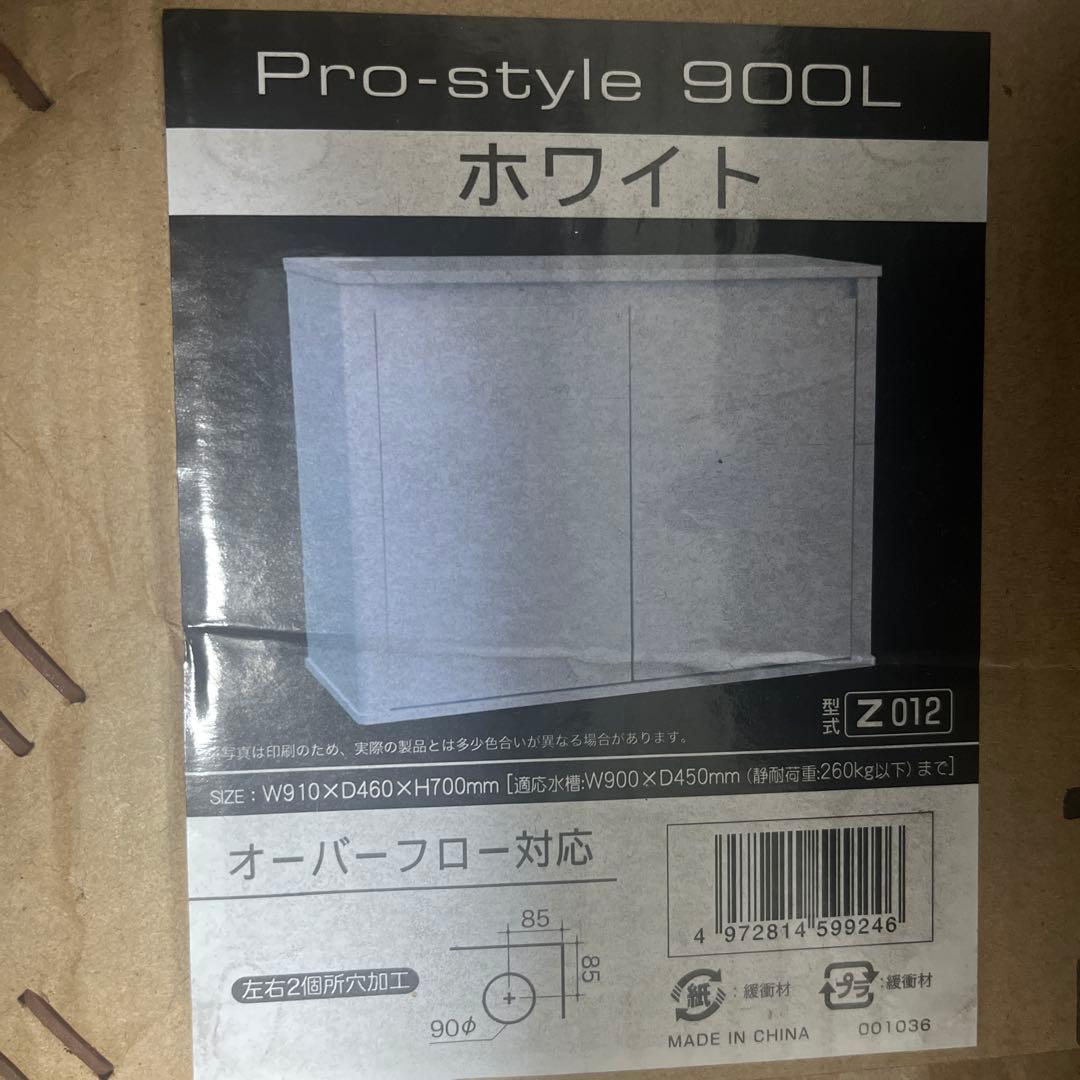 Pro-style 900L
ホワイト
型式 Z012
写真は印刷のため、実際の製品とは多少色合いが異なる場合があります。
SIZE：W910×D460×H700mm [適応水槽:W900×D450mm (静耐荷重:260kg以下) まで]
オーバーフロー対応
85
85
左右2個所穴加工
90φ
4 972814 599246
紙：緩衝材
プラ：緩衝材
MADE IN CHINA
001036